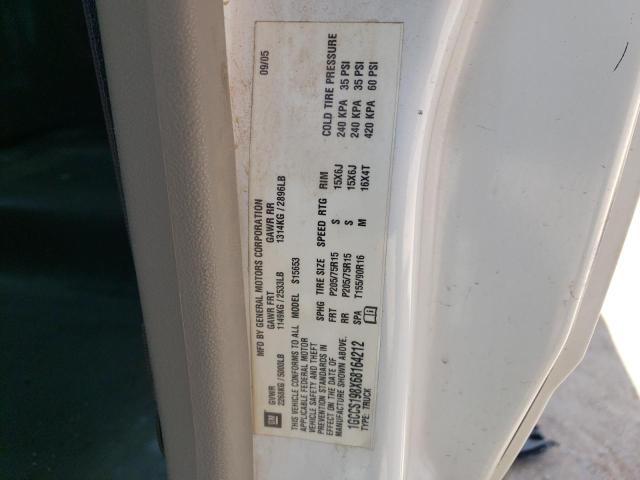 MFD BY GENERAL MOTORS CORPORATION 09/05
GM
GVWR GAWR FRT GAWR RR
2268KG / 5000LB 1149KG / 2533LB 1314KG / 2896LB
THIS VEHICLE CONFORMS TO ALL
APPLICABLE FEDERAL MOTOR
VEHICLE SAFETY AND THEFT
PREVENTION STANDARDS IN
EFFECT ON THE DATE OF
MANUFACTURE SHOWN ABOVE.
1GCCS198X68164212
TYPE: TRUCK
MODEL S15653
SPHG TIRE SIZE SPEED RTG RIM COLD TIRE PRESSURE
FRT P205/75R15 S 15X6J 240 KPA 35 PSI
RR P205/75R15 S 15X6J 240 KPA 35 PSI
SPA T155/90R16 M 16X4T 420 KPA 60 PSI